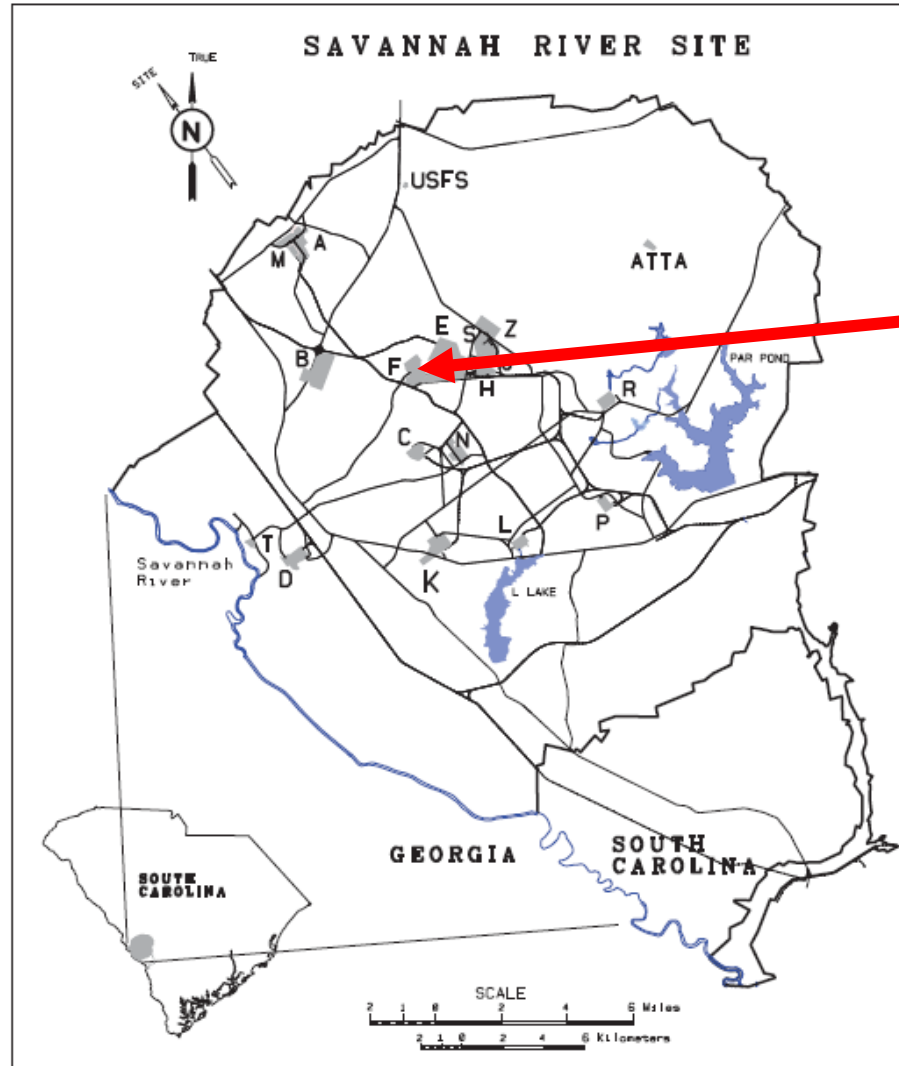 SAVANNAH RIVER SITE
SITE
TRUE
N
USFS
A
M
ATTA
E
S
Z
PAR POND
B
F
H
R
C
N
P
L
T
D
K
Savannah
River
L LAKE
GEORGIA
SOUTH
CAROLINA
SOUTH
CAROLINA
SCALE
2 1 0 2 4 6 Miles
2 1 0 2 4 6 Kilometers